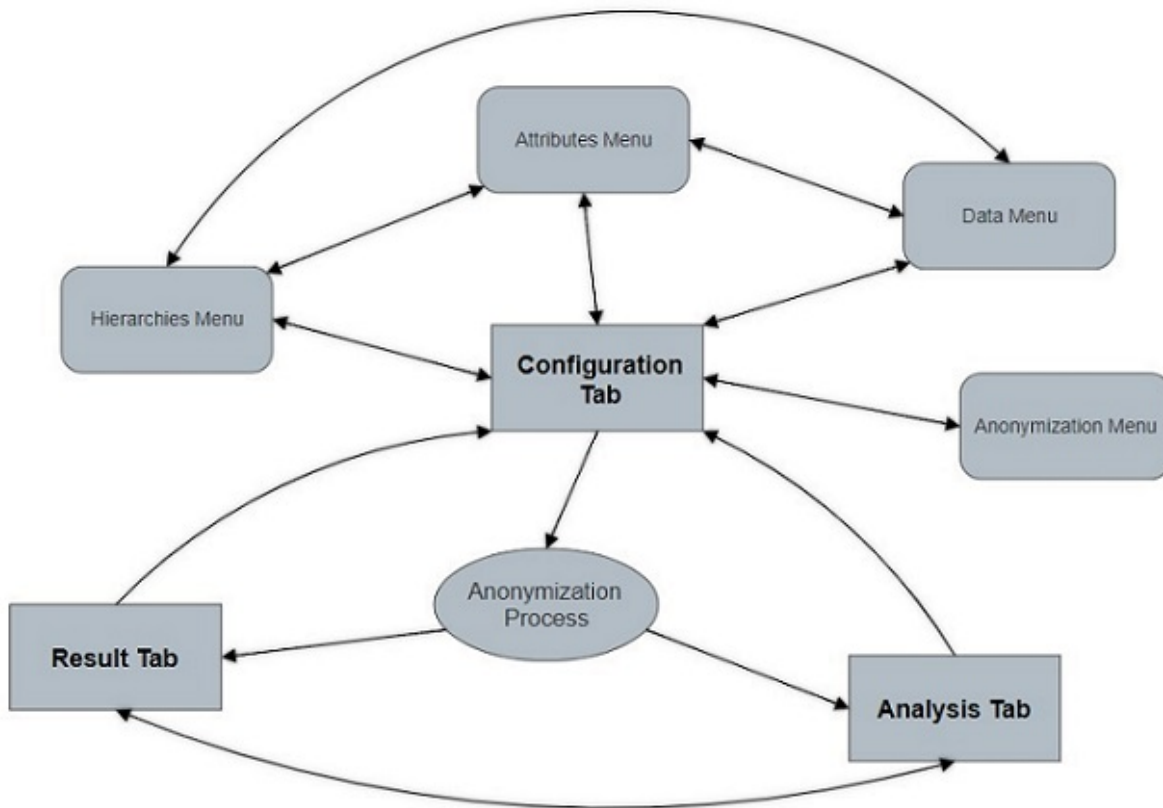 Attributes Menu
Data Menu
Hierarchies Menu
Configuration
Tab
Anonymization Menu
Anonymization
Process
Result Tab
Analysis Tab